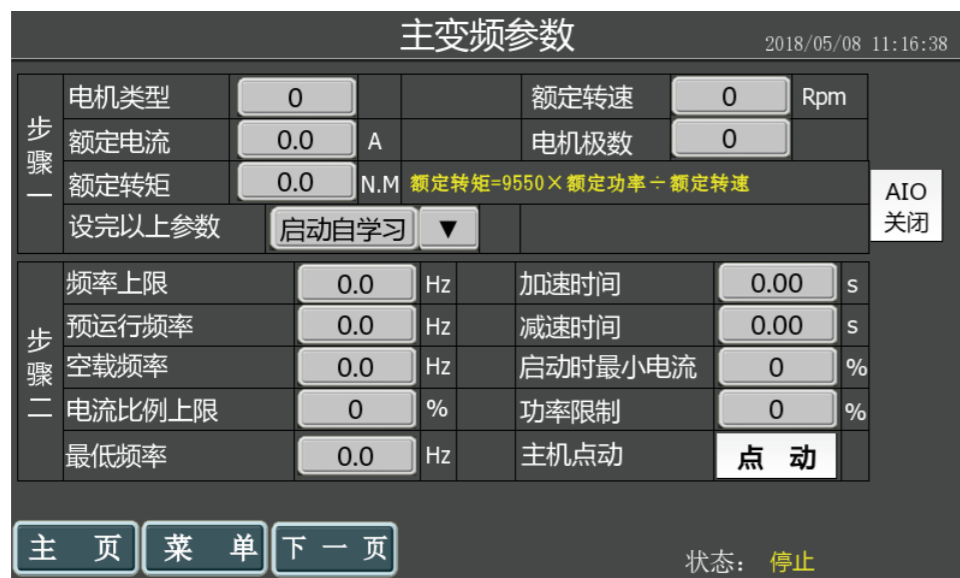 主变频参数 2018/05/08 11:16:38
步骤一
电机类型 0 额定转速 0 Rpm
额定电流 0.0 A 电机极数 0
额定转矩 0.0 N.M 额定转矩=9550×额定功率÷额定转速
设完以上参数 启动自学习 ▼
AIO
关闭
步骤二
频率上限 0.0 Hz 加速时间 0.00 s
预运行频率 0.0 Hz 减速时间 0.00 s
空载频率 0.0 Hz 启动时最小电流 0 %
电流比例上限 0 % 功率限制 0 %
最低频率 0.0 Hz 主机点动 点 动
主 页 菜 单 下 一 页
状态： 停止